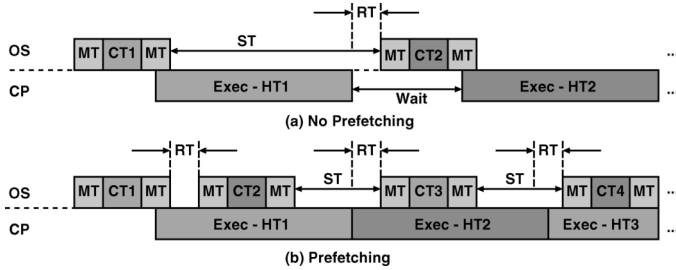 RT
ST
OS MT CT1 MT MT CT2 MT ...
CP Exec - HT1 Exec - HT2 ...
Wait
(a) No Prefetching
RT RT RT
ST ST
OS MT CT1 MT MT CT2 MT MT CT3 MT MT CT4 MT ...
CP Exec - HT1 Exec - HT2 Exec - HT3 ...
(b) Prefetching